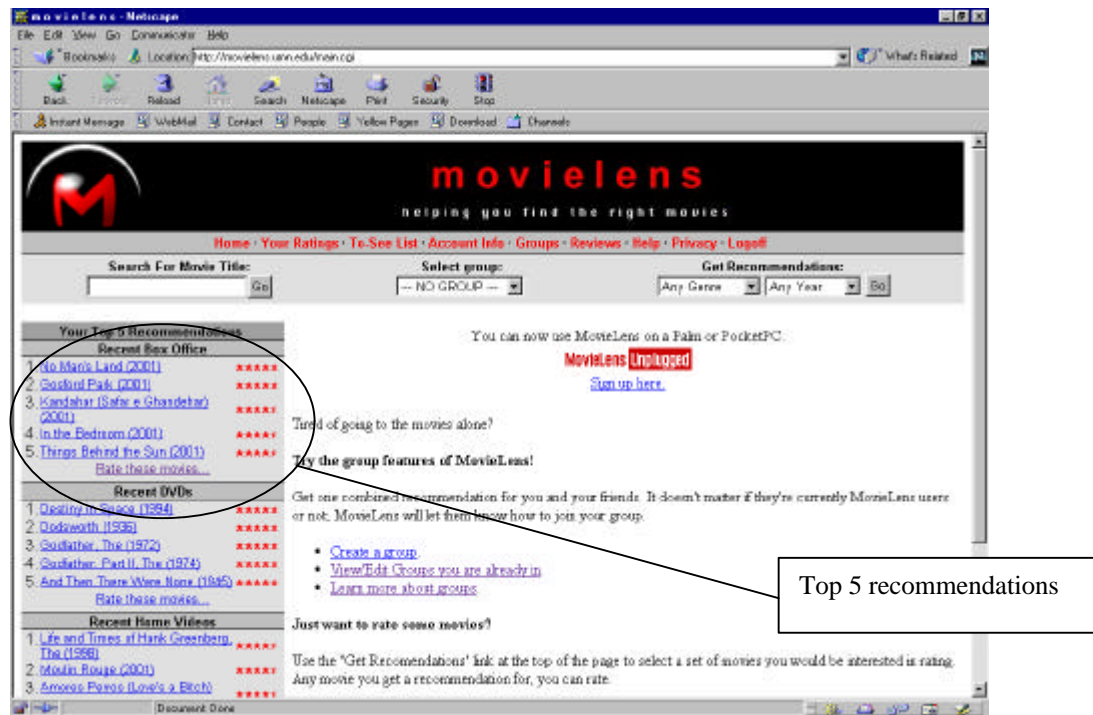 movielens - Netscape
File Edit View Go Communicator Help
Bookmarks Location: http://movielens.umn.edu/main.cgi What's Related
Back Reload Search Netscape Print Security Stop
Instant Message WebMail Contact People Yellow Pages Download Channels
movielens
helping you find the right movies
Home · Your Ratings · To-See List · Account Info · Groups · Reviews · Help · Privacy · Logoff
Search For Movie Title: Select group: Get Recommendations:
Go --- NO GROUP --- Any Genre Any Year Go
Your Top 5 Recommendations
Recent Box Office
1. No Man's Land (2001)
2. Gosford Park (2001)
3. Kandahar (Safar e Ghandehar)
(2001)
4. In the Bedroom (2001)
5. Things Behind the Sun (2001)
Rate these movies...
Recent DVDs
1. Destiny in Space (1994)
2. Dodsworth (1936)
3. Godfather, The (1972)
4. Godfather: Part II, The (1974)
5. And Then There Were None (1945)
Rate these movies...
Recent Home Videos
1. Life and Times of Hank Greenberg,
The (1998)
2. Moulin Rouge (2001)
3. Amores Perros (Love's a Bitch)
You can now use MovieLens on a Palm or PocketPC.
MovieLens Unplugged
Sign up here.
Tired of going to the movies alone?
Try the group features of MovieLens!
Get one combined recommendation for you and your friends. It doesn't matter if they're currently MovieLens users
or not, MovieLens will let them know how to join your group.
• Create a group
• View/Edit Groups you are already in
• Learn more about groups
Just want to rate some movies?
Use the "Get Recomendations" link at the top of the page to select a set of movies you would be interested in rating.
Any movie you get a recommendation for, you can rate.
Top 5 recommendations
Document: Done